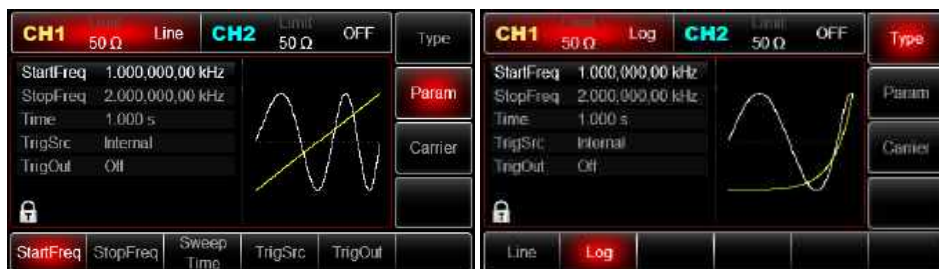 CH1 Limit 50 Ω Line CH2 Limit 50 Ω OFF Type
StartFreq 1.000,000,00 kHz
StopFreq 2.000,000,00 kHz
Param
Time 1.000 s
TrigSrc Internal
Carrier
TrigOut Off
StartFreq StopFreq Sweep Time TrigSrc TrigOut
CH1 50 Ω Log CH2 Limit 50 Ω OFF Type
StartFreq 1.000,000,00 kHz
StopFreq 2.000,000,00 kHz
Param
Time 1.000 s
TrigSrc Internal
Carrier
TrigOut Off
Line Log